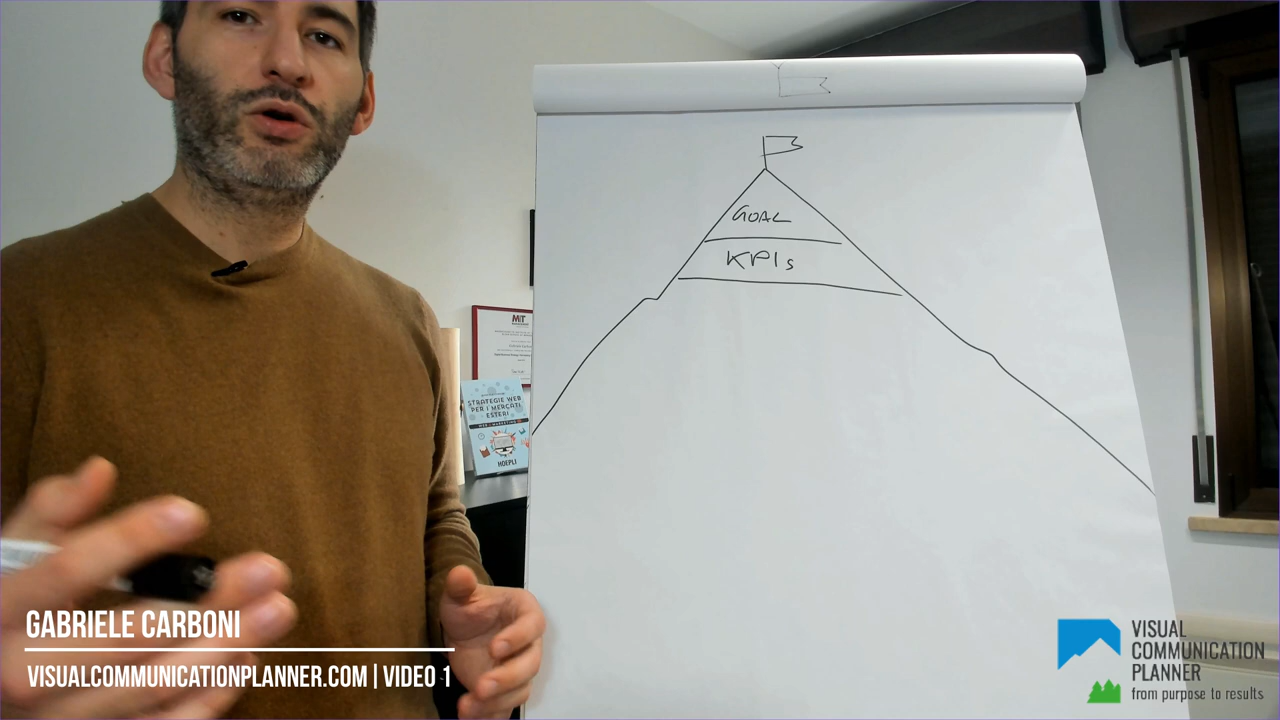 GOAL
KPIs
MiT
STRATEGIE WEB
PER I MERCATI
ESTERI
HOEPLI
GABRIELE CARBONI
VISUALCOMMUNICATIONPLANNER.COM | VIDEO 1
VISUAL
COMMUNICATION
PLANNER
from purpose to results